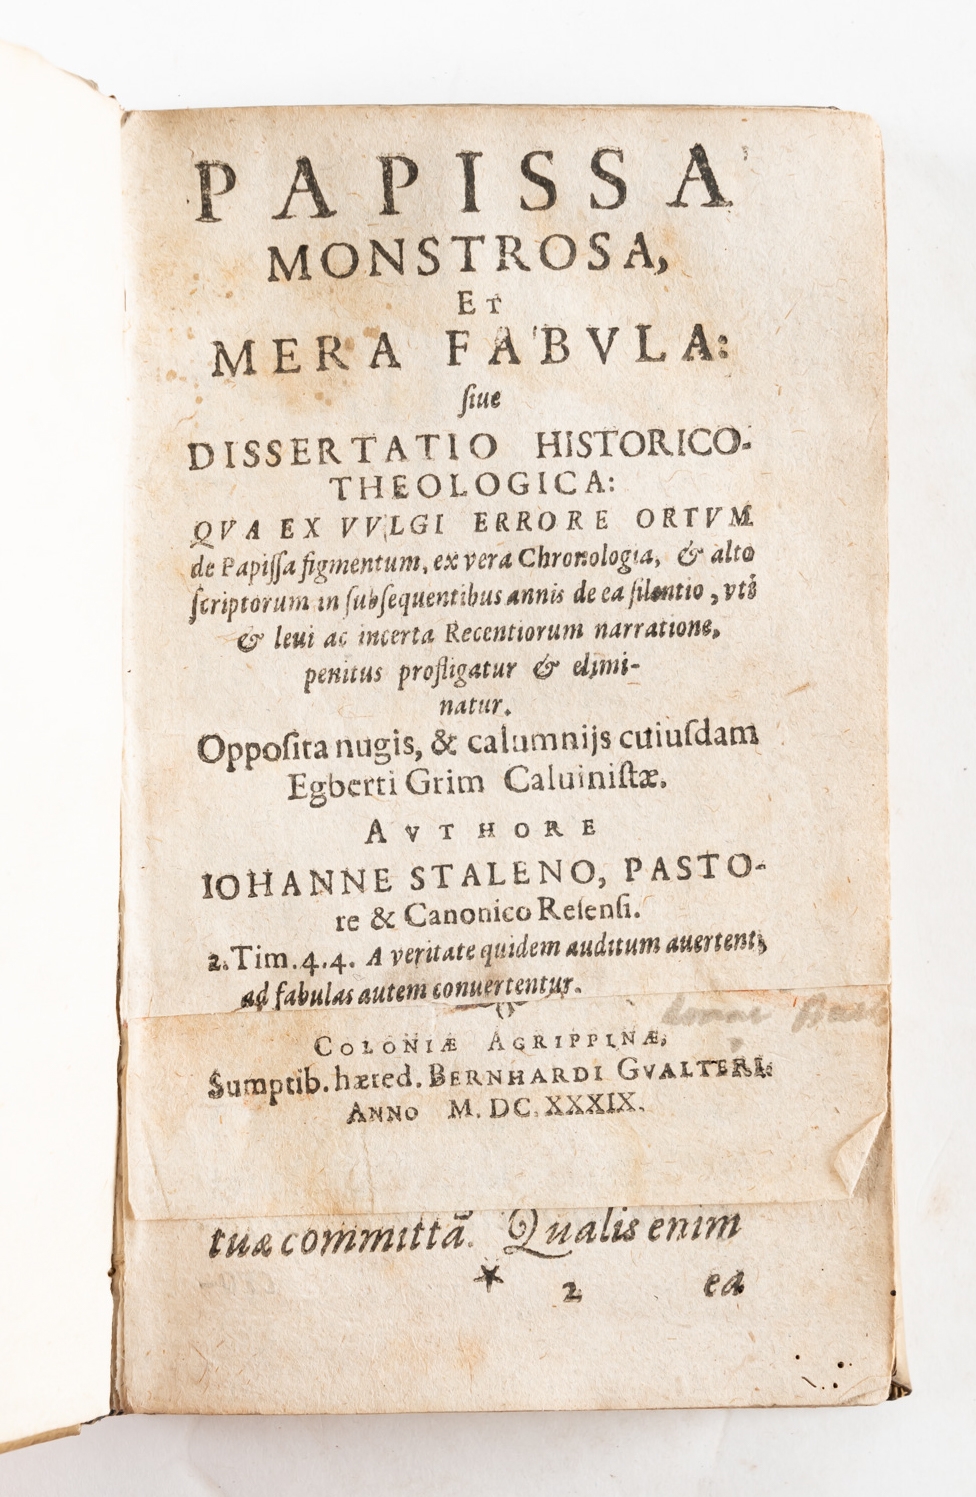 PAPISSA
MONSTROSA,
ET
MERA FABVLA:
ſiue
DISSERTATIO HISTORICO-
THEOLOGICA:
QVA EX VVLGI ERRORE ORTVM
de Papiſſa figmentum, ex vera Chronologia, & alto
ſcriptorum in ſubſequentibus annis de ea ſilentio, vtì
& leui ac incerta Recentiorum narratione,
penitus profligatur & elimi-
natur.
Oppoſita nugis, & calumnijs cuiuſdam
Egberti Grim Caluiniſtæ.
AVTHORE
IOHANNE STALENO, PASTO-
re & Canonico Reſenſi.
2. Tim. 4. 4. A veritate quidem auditum auertent,
ad fabulas autem conuertentur.
COLONIÆ AGRIPPINÆ,
Sumptib. hæred. BERNHARDI GVALTERI.
ANNO M. DC. XXXIX.
tuæ committã. Qualis enim
* 2 ea